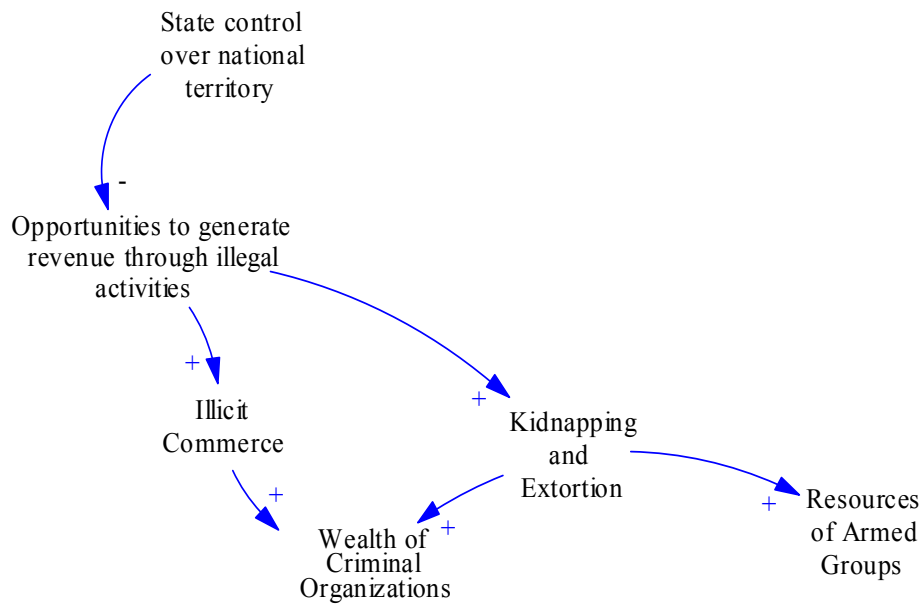 State control
over national
territory
-
Opportunities to generate
revenue through illegal
activities
+
+
Illicit
Commerce
Kidnapping
and
Extortion
+
+
+
Wealth of
Criminal
Organizations
Resources
of Armed
Groups